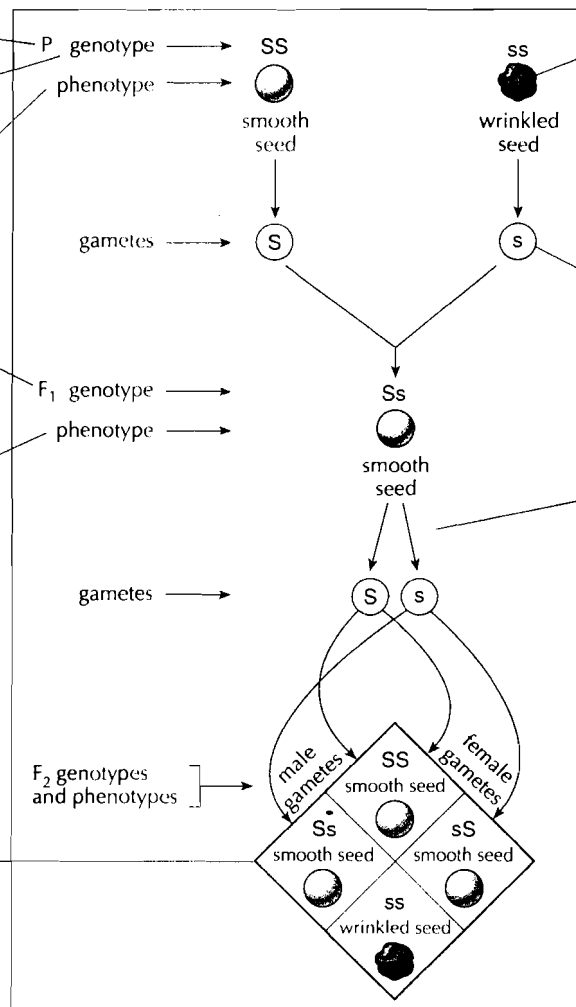 P genotype
SS
ss
phenotype
smooth
seed
wrinkled
seed
gametes
S
s
F₁ genotype
Ss
phenotype
smooth
seed
gametes
S
s
male
gametes
female
gametes
F₂ genotypes
and phenotypes
SS
smooth seed
Ss
smooth seed
sS
smooth seed
ss
wrinkled seed